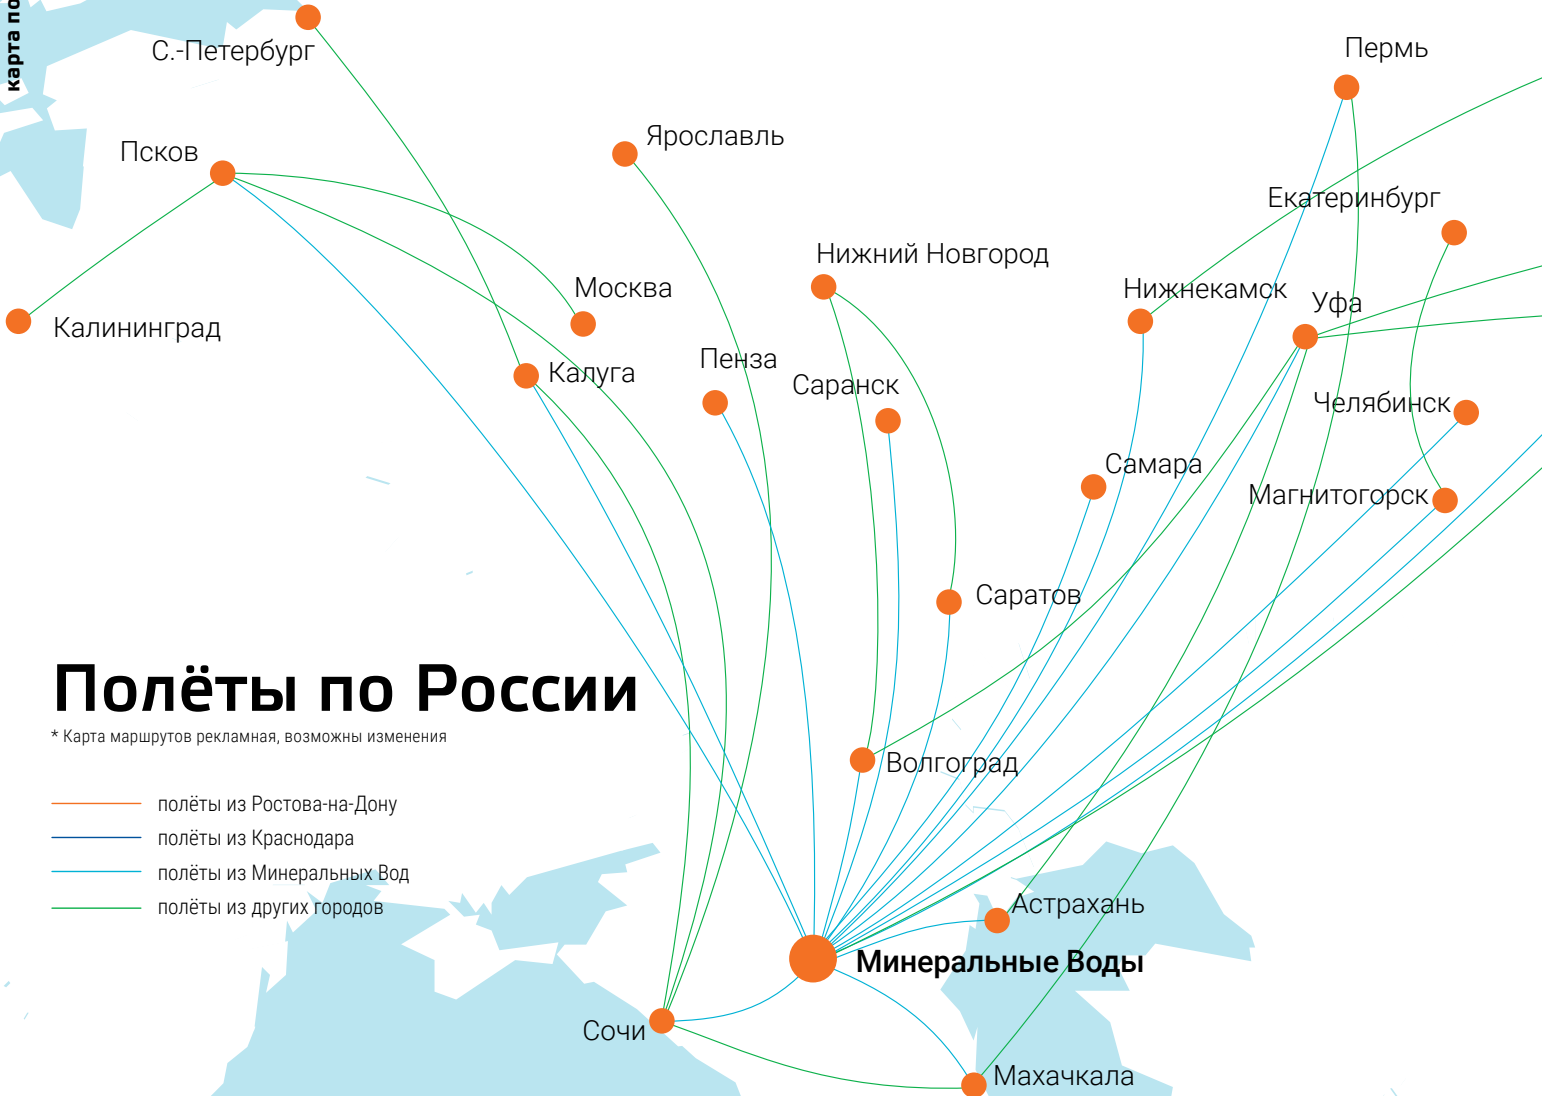 карта по
С.-Петербург
Пермь
Ярославль
Псков
Екатеринбург
Нижний Новгород
Москва
Нижнекамск
Уфа
Калининград
Пенза
Калуга
Саранск
Челябинск
Самара
Магнитогорск
Саратов
Полёты по России
* Карта маршрутов рекламная, возможны изменения
Волгоград
полёты из Ростова-на-Дону
полёты из Краснодара
полёты из Минеральных Вод
полёты из других городов
Астрахань
Минеральные Воды
Сочи
Махачкала